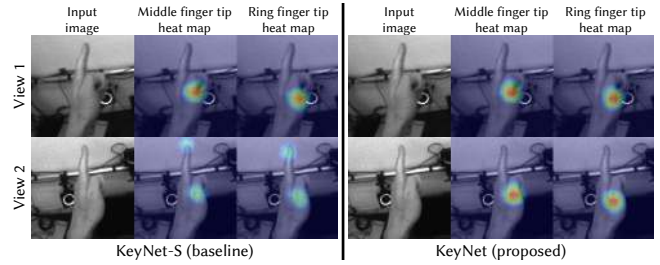 Input image
Middle finger tip heat map
Ring finger tip heat map
Input image
Middle finger tip heat map
Ring finger tip heat map
View 1
View 2
KeyNet-S (baseline)
KeyNet (proposed)